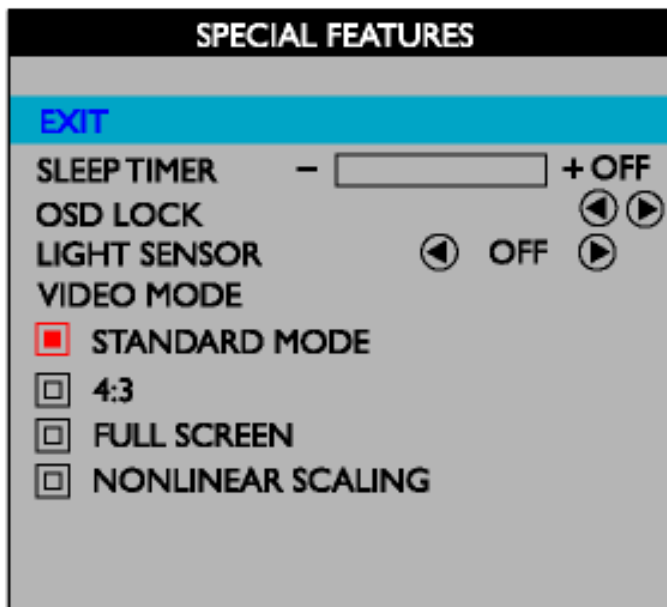 SPECIAL FEATURES
EXIT
SLEEP TIMER - + OFF
OSD LOCK
LIGHT SENSOR OFF
VIDEO MODE
STANDARD MODE
4:3
FULL SCREEN
NONLINEAR SCALING